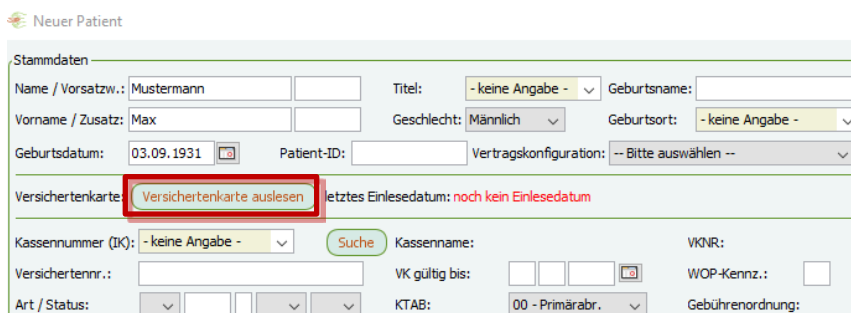 Neuer Patient
Stammdaten
Name / Vorsatzw.: Mustermann Titel: - keine Angabe - Geburtsname:
Vorname / Zusatz: Max Geschlecht: Männlich Geburtsort: - keine Angabe -
Geburtsdatum: 03.09.1931 Patient-ID: Vertragskonfiguration: -- Bitte auswählen --
Versichertenkarte: Versichertenkarte auslesen letztes Einlesedatum: noch kein Einlesedatum
Kassennummer (IK): - keine Angabe - Suche Kassenname: VKNR:
Versichertennr.: VK gültig bis: WOP-Kennz.:
Art / Status: KTAB: 00 - Primärabr. Gebührenordnung: